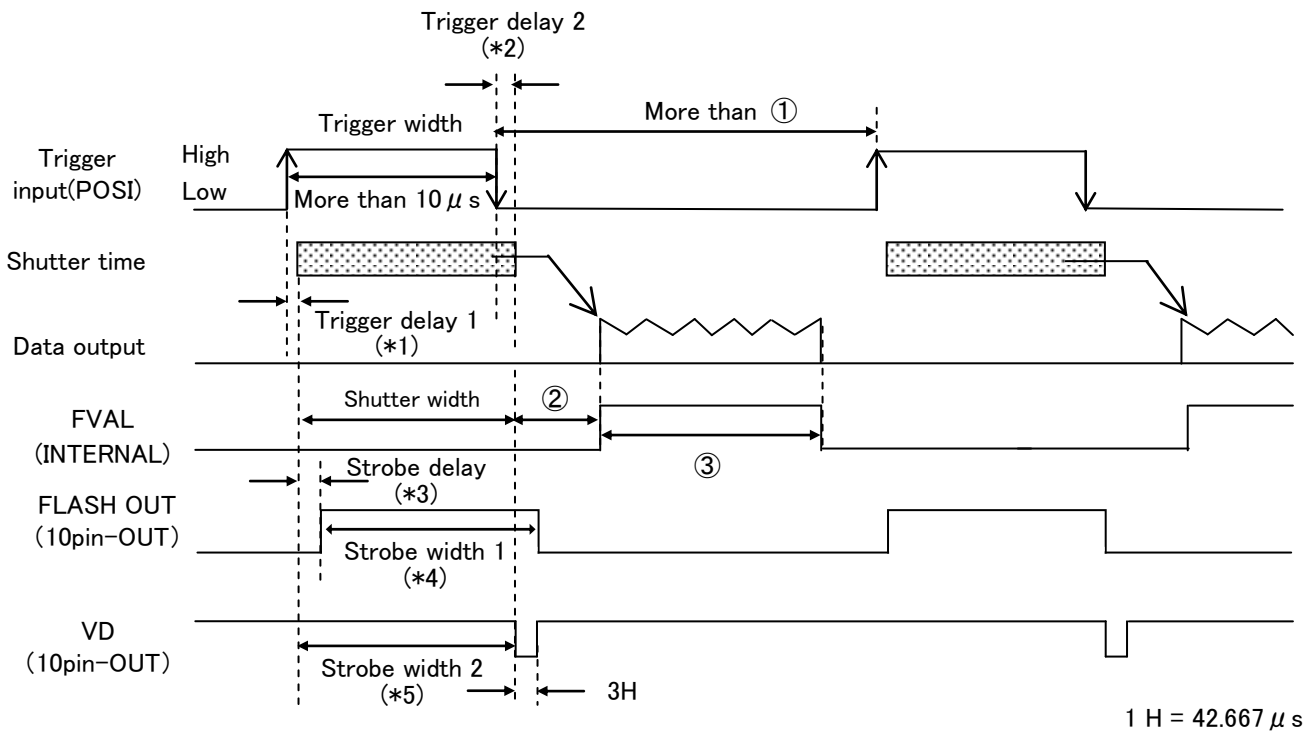 Trigger delay 2
(*2)
More than ①
Trigger width
Trigger
input(POSI)
High
Low
More than 10μs
Shutter time
Trigger delay 1
(*1)
Data output
Shutter width
②
FVAL
(INTERNAL)
③
Strobe delay
(*3)
FLASH OUT
(10pin-OUT)
Strobe width 1
(*4)
VD
(10pin-OUT)
Strobe width 2
(*5)
3H
1 H = 42.667μs